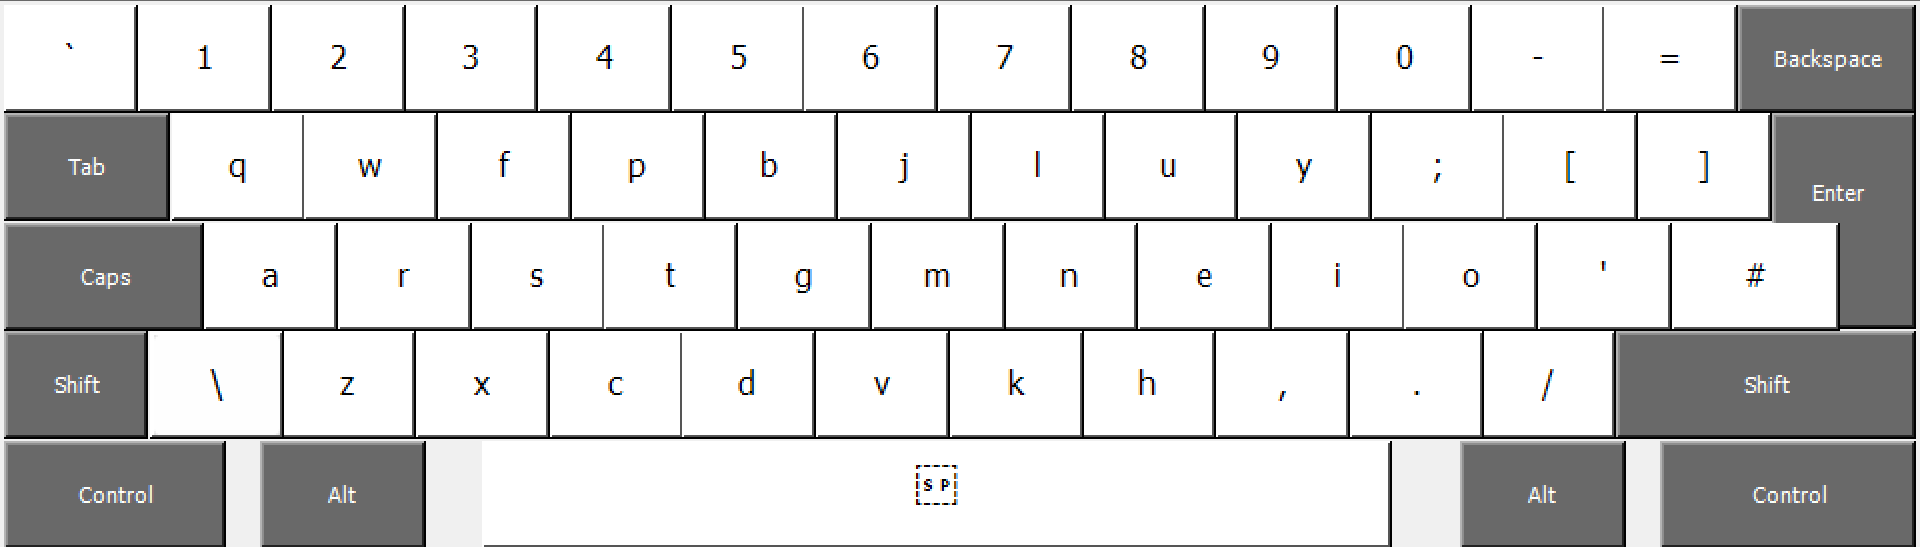 ` 1 2 3 4 5 6 7 8 9 0 - = Backspace
Tab q w f p b j l u y ; [ ] Enter
Caps a r s t g m n e i o ' #
Shift \ z x c d v k h , . / Shift
Control Alt SP Alt Control